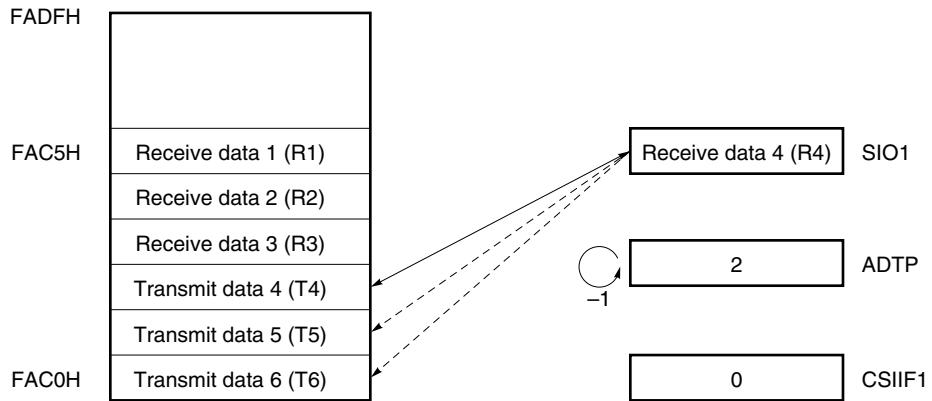 FADFH
FAC5H
Receive data 1 (R1)
Receive data 4 (R4)
SIO1
Receive data 2 (R2)
Receive data 3 (R3)
2
ADTP
–1
Transmit data 4 (T4)
Transmit data 5 (T5)
FAC0H
Transmit data 6 (T6)
0
CSIIF1